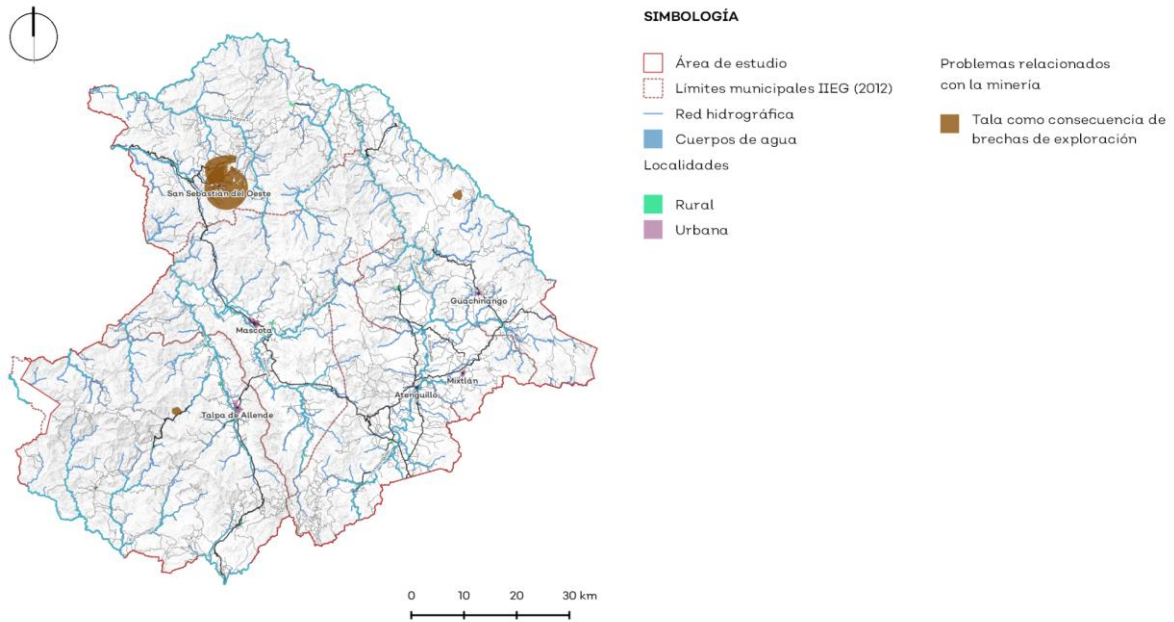 SIMBOLOGÍA
Área de estudio
Límites municipales IIEG (2012)
Red hidrográfica
Cuerpos de agua
Localidades
Rural
Urbana
Problemas relacionados
con la minería
Tala como consecuencia de
brechas de exploración
San Sebastián del Oeste
Guachinango
Mascota
Mixtlán
Atenguillo
Talpa de Allende
0 10 20 30 km